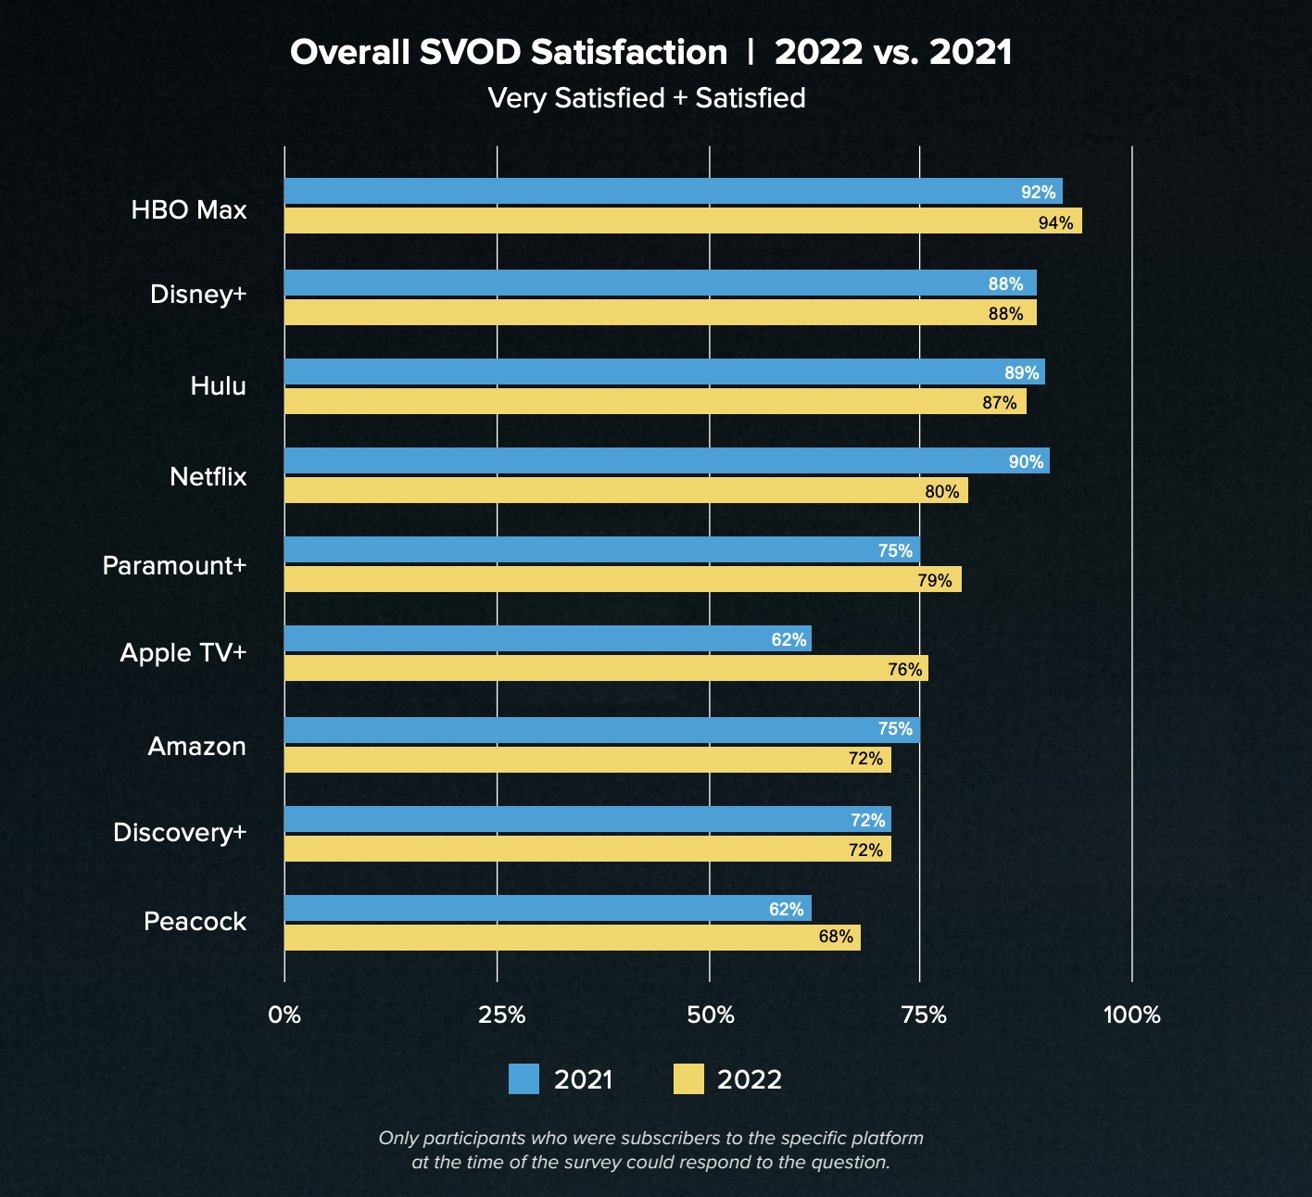 Overall SVOD Satisfaction | 2022 vs. 2021
Very Satisfied + Satisfied
HBO Max
92%
94%
Disney+
88%
88%
Hulu
89%
87%
Netflix
90%
80%
Paramount+
75%
79%
Apple TV+
62%
76%
Amazon
75%
72%
Discovery+
72%
72%
Peacock
62%
68%
0% 25% 50% 75% 100%
2021 2022
Only participants who were subscribers to the specific platform
at the time of the survey could respond to the question.